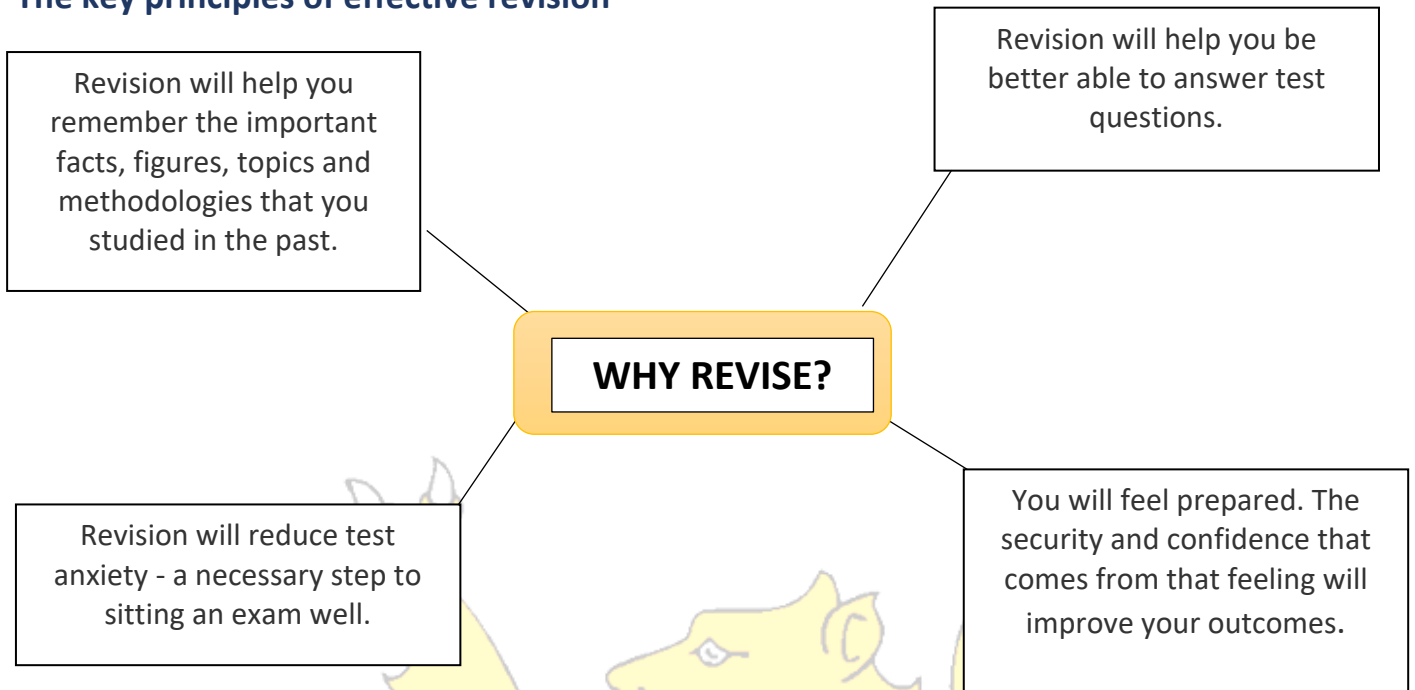 The key principles of effective revision
Revision will help you
remember the important
facts, figures, topics and
methodologies that you
studied in the past.
Revision will help you be
better able to answer test
questions.
WHY REVISE?
Revision will reduce test
anxiety - a necessary step to
sitting an exam well.
You will feel prepared. The
security and confidence that
comes from that feeling will
improve your outcomes.